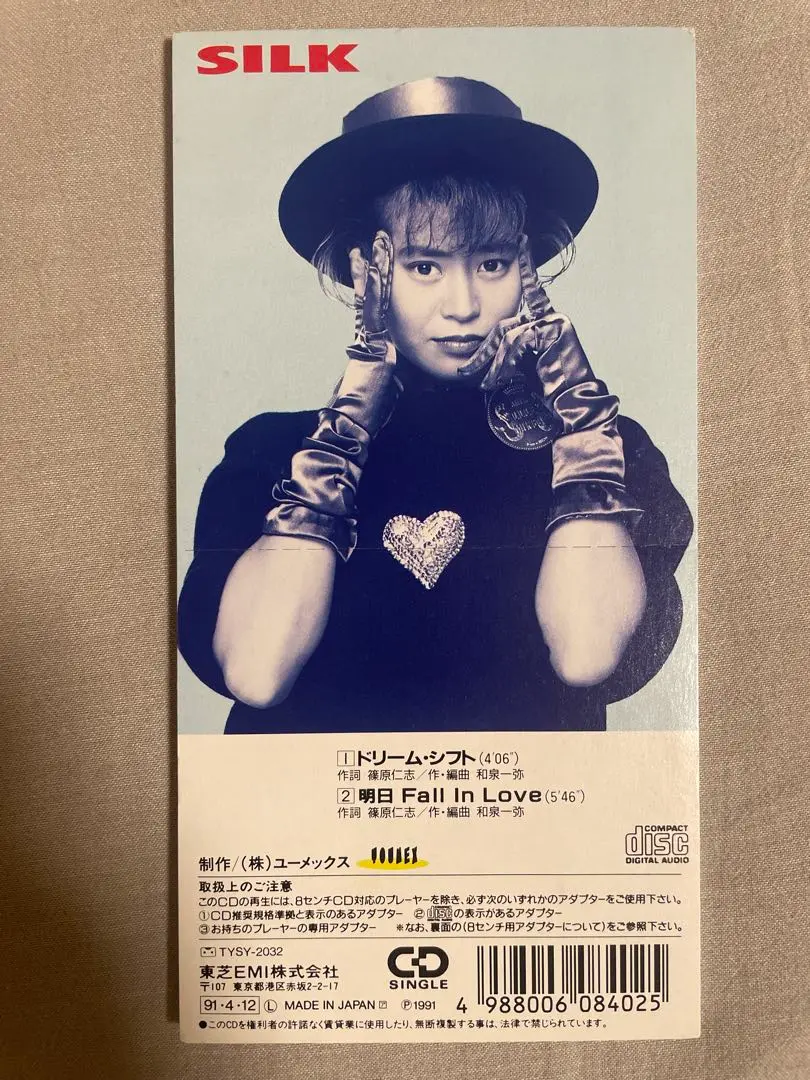 SILK
1 ドリーム・シフト(4'06")
作詞 篠原仁志／作・編曲 和泉一弥
2 明日 Fall In Love(5'46")
作詞 篠原仁志／作・編曲 和泉一弥
COMPACT
disc
DIGITAL AUDIO
制作/(株)ユーメックス YOUMEX
取扱上のご注意
このCDの再生には、8センチCD対応のプレーヤーを除き、必ず次のいずれかのアダプターをご使用下さい。
①CD推奨規格準拠と表示のあるアダプター ②discの表示があるアダプター
③お持ちのプレーヤーの専用アダプター ＊なお、裏面の(8センチ用アダプターについて)をご参照下さい。
TYSY-2032
東芝EMI株式会社
〒107 東京都港区赤坂2-2-17
CD
SINGLE
91・4・12 Ⓛ MADE IN JAPAN ℗1991
4 988006 084025
●このCDを権利者の許諾なく賃貸業に使用したり、無断複製する事は、法律で禁じられています。